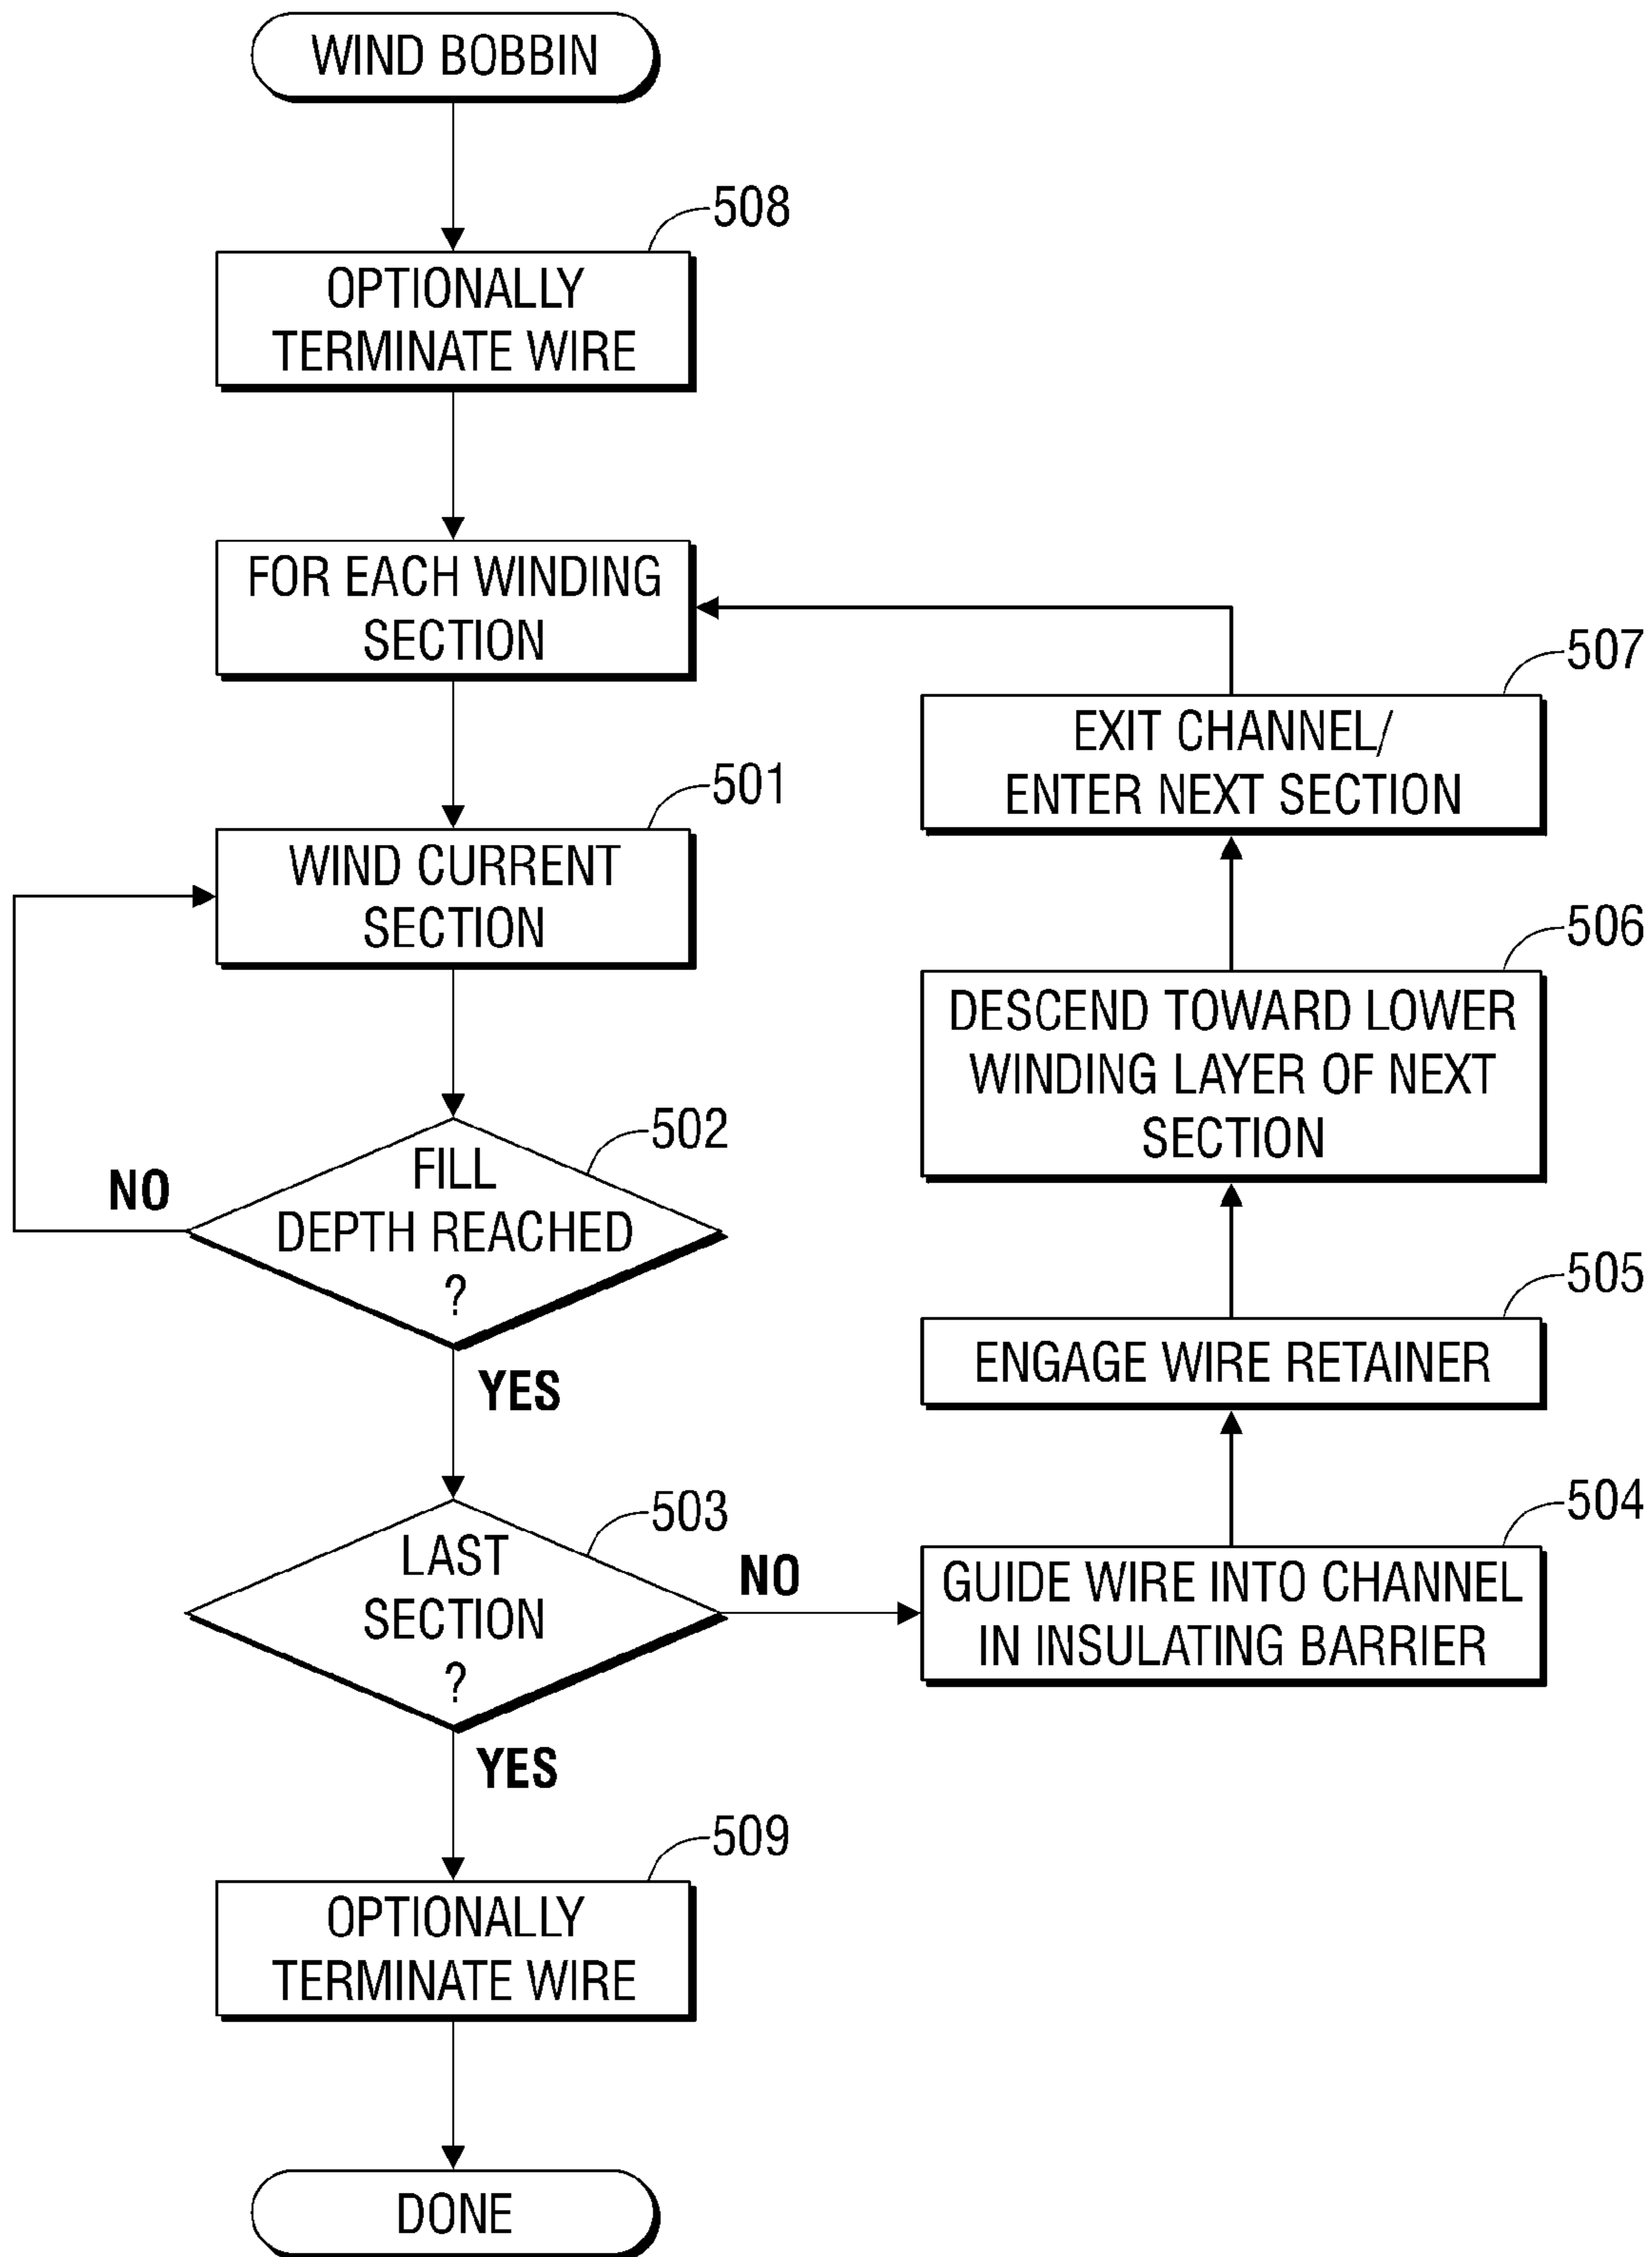 WIND BOBBIN
508
OPTIONALLY
TERMINATE WIRE
FOR EACH WINDING
SECTION
501
WIND CURRENT
SECTION
502
FILL
DEPTH REACHED
?
NO
YES
503
LAST
SECTION
?
NO
YES
504
GUIDE WIRE INTO CHANNEL
IN INSULATING BARRIER
505
ENGAGE WIRE RETAINER
506
DESCEND TOWARD LOWER
WINDING LAYER OF NEXT
SECTION
507
EXIT CHANNEL/
ENTER NEXT SECTION
509
OPTIONALLY
TERMINATE WIRE
DONE